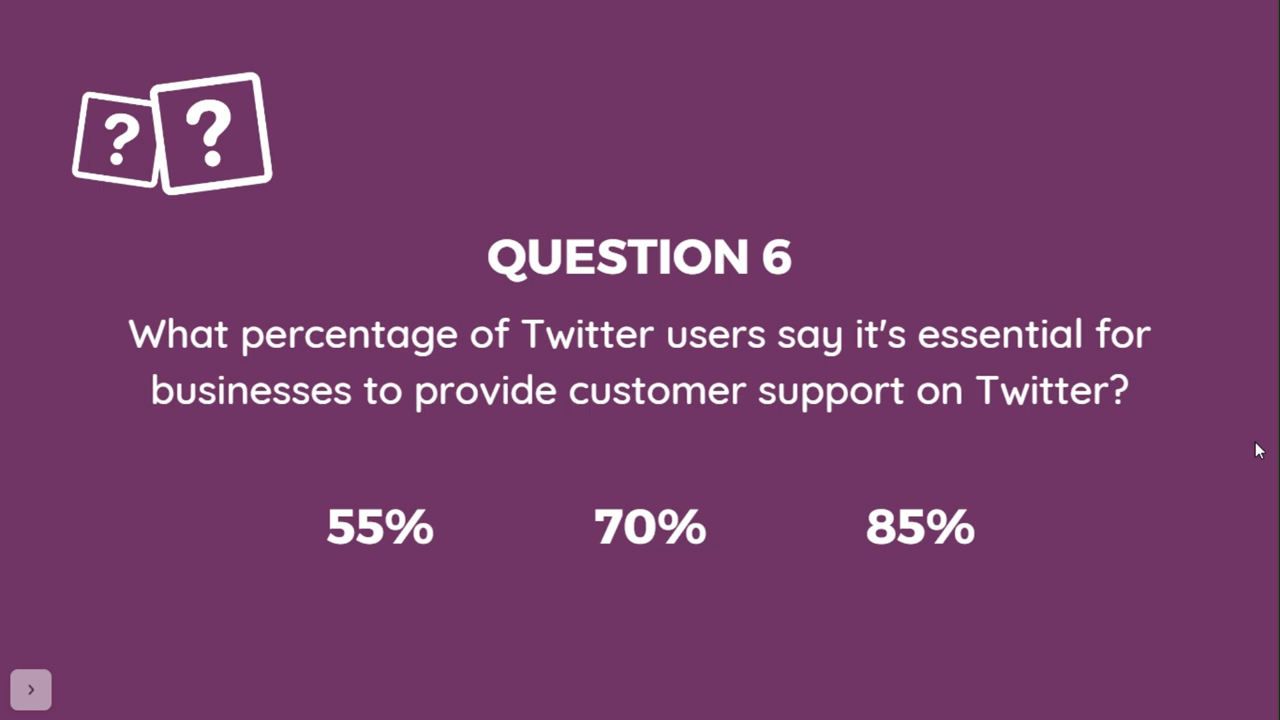 ? ?
QUESTION 6
What percentage of Twitter users say it's essential for
businesses to provide customer support on Twitter?
55% 70% 85%